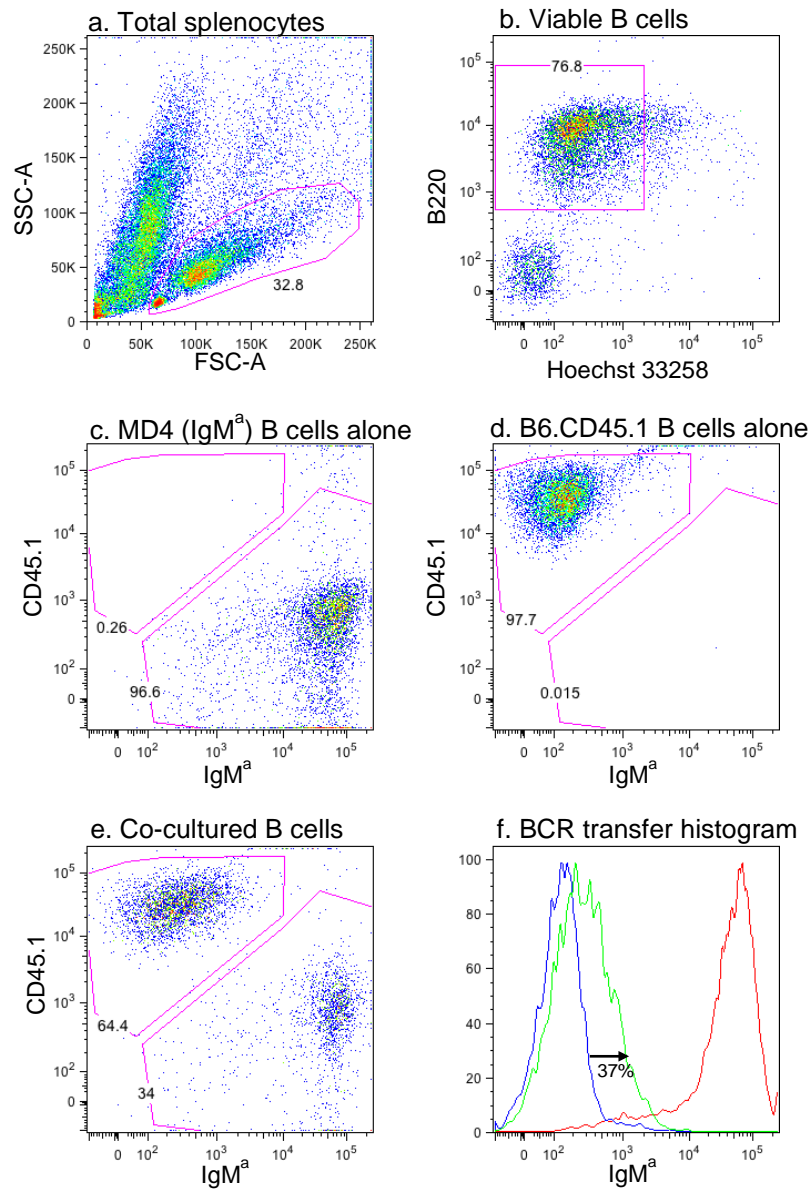 a. Total splenocytes
250K
200K
150K
100K
50K
0
SSC-A
32.8
0 50K 100K 150K 200K 250K
FSC-A
b. Viable B cells
10^5
10^4
10^3
10^2
0
B220
76.8
0 10^2 10^3 10^4 10^5
Hoechst 33258
c. MD4 (IgM^a) B cells alone
10^5
10^4
10^3
10^2
0
CD45.1
0.26
96.6
0 10^2 10^3 10^4 10^5
IgM^a
d. B6.CD45.1 B cells alone
10^5
10^4
10^3
10^2
0
CD45.1
97.7
0.015
0 10^2 10^3 10^4 10^5
IgM^a
e. Co-cultured B cells
10^5
10^4
10^3
10^2
0
CD45.1
64.4
34
0 10^2 10^3 10^4 10^5
IgM^a
f. BCR transfer histogram
100
80
60
40
20
0
37%
0 10^2 10^3 10^4 10^5
IgM^a